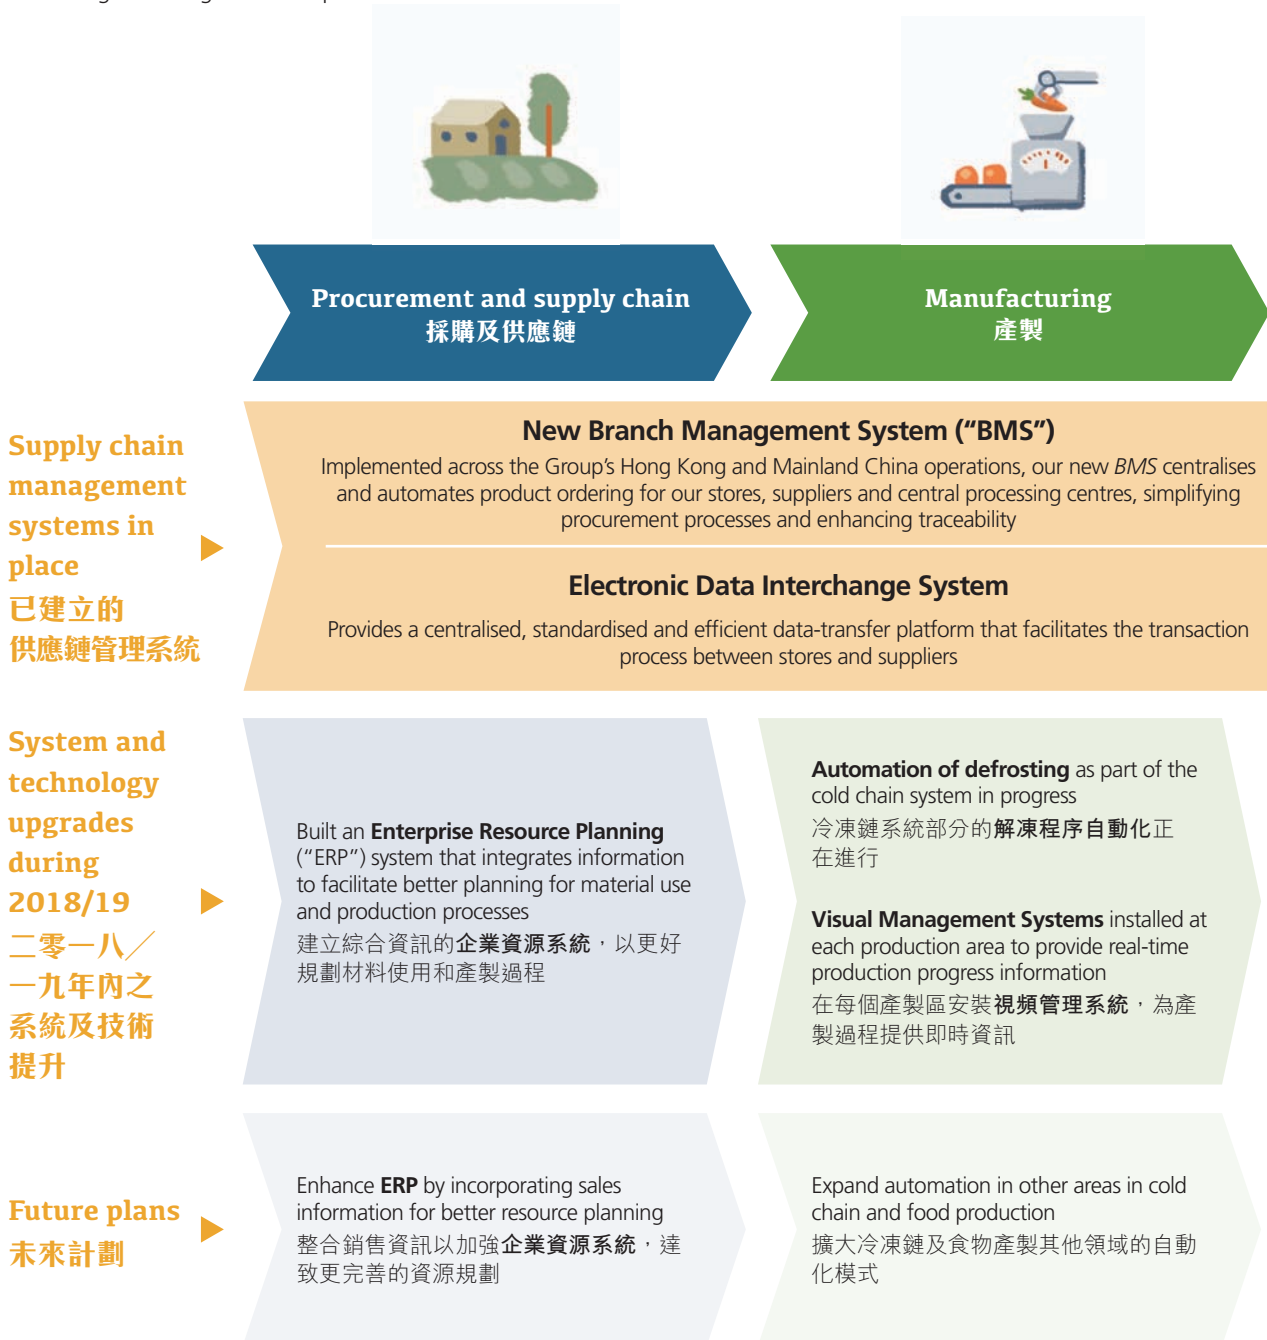 Procurement and supply chain
採購及供應鏈
Manufacturing
產製
Supply chain
management
systems in
place
已建立的
供應鏈管理系統
New Branch Management System (“BMS”)
Implemented across the Group’s Hong Kong and Mainland China operations, our new BMS centralises
and automates product ordering for our stores, suppliers and central processing centres, simplifying
procurement processes and enhancing traceability
Electronic Data Interchange System
Provides a centralised, standardised and efficient data-transfer platform that facilitates the transaction
process between stores and suppliers
System and
technology
upgrades
during
2018/19
二零一八╱
一九年內之
系統及技術
提升
Built an Enterprise Resource Planning
(“ERP”) system that integrates information
to facilitate better planning for material use
and production processes
建立綜合資訊的企業資源系統，以更好
規劃材料使用和產製過程
Automation of defrosting as part of the
cold chain system in progress
冷凍鏈系統部分的解凍程序自動化正
在進行
Visual Management Systems installed at
each production area to provide real-time
production progress information
在每個產製區安裝視頻管理系統，為產
製過程提供即時資訊
Future plans
未來計劃
Enhance ERP by incorporating sales
information for better resource planning
整合銷售資訊以加強企業資源系統，達
致更完善的資源規劃
Expand automation in other areas in cold
chain and food production
擴大冷凍鏈及食物產製其他領域的自動
化模式